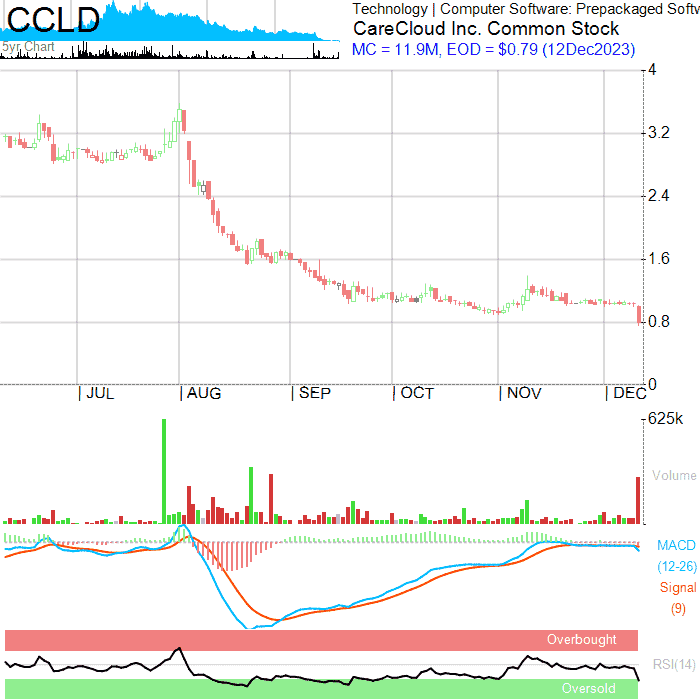 CCLD
5yr Chart
Technology | Computer Software: Prepackaged Softw
CareCloud Inc. Common Stock
MC = 11.9M, EOD = $0.79 (12Dec2023)
4
3.2
2.4
1.6
0.8
0
JUL AUG SEP OCT NOV DEC
625k
Volume
MACD
(12-26)
Signal
(9)
Overbought
RSI(14)
Oversold